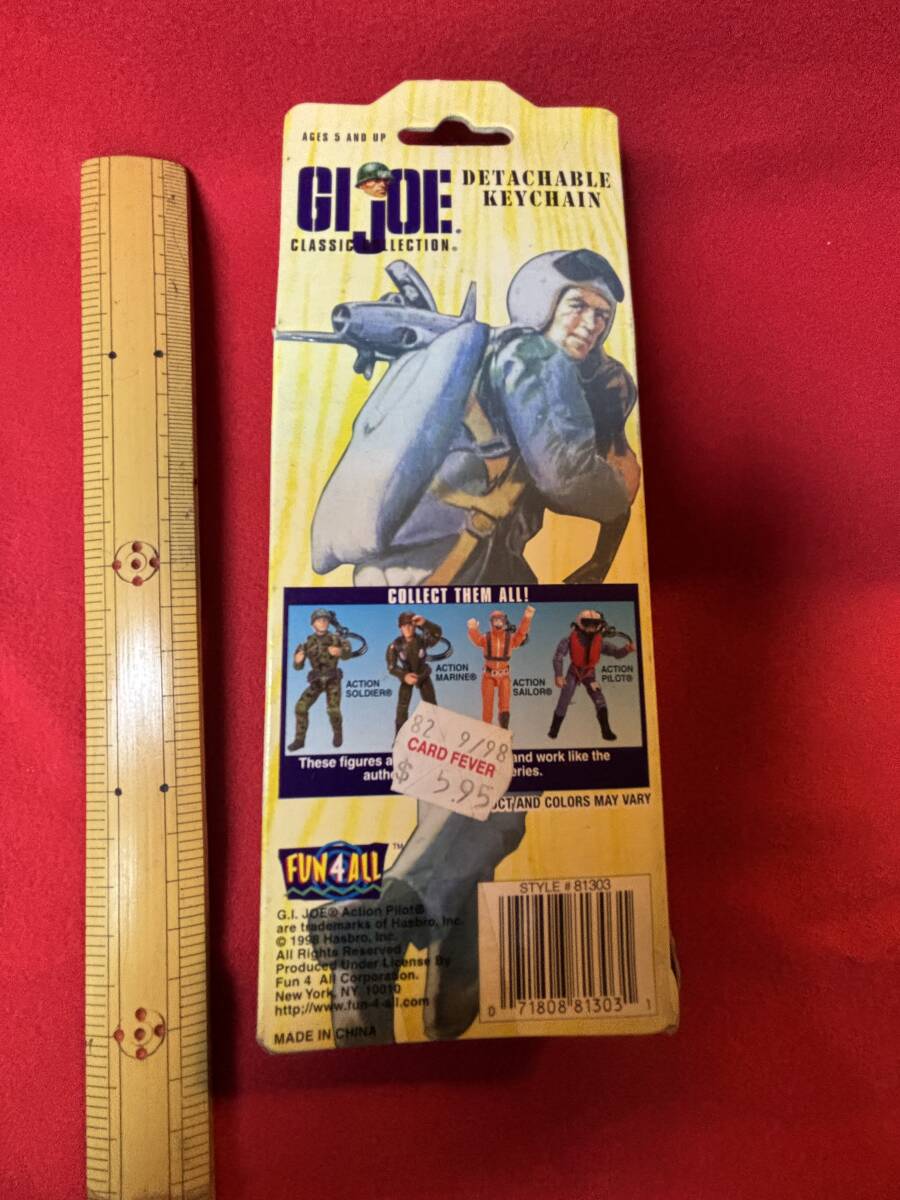 AGES 5 AND UP
GI JOE®
CLASSIC COLLECTION®
DETACHABLE
KEYCHAIN
COLLECT THEM ALL!
ACTION
SOLDIER®
ACTION
MARINE®
ACTION
SAILOR®
ACTION
PILOT®
82 9/98
CARD FEVER
$ 5.95
These figures a
and work like the
auth
eries.
UCT AND COLORS MAY VARY
FUN 4 ALL ™
G.I. JOE® Action Pilot®
are trademarks of Hasbro, Inc.
© 1998 Hasbro, Inc.
All Rights Reserved
Produced Under License By
Fun 4 All Corporation.
New York, NY 10010
http://www.fun-4-all.com
MADE IN CHINA
STYLE # 81303
0 71808 81303 1